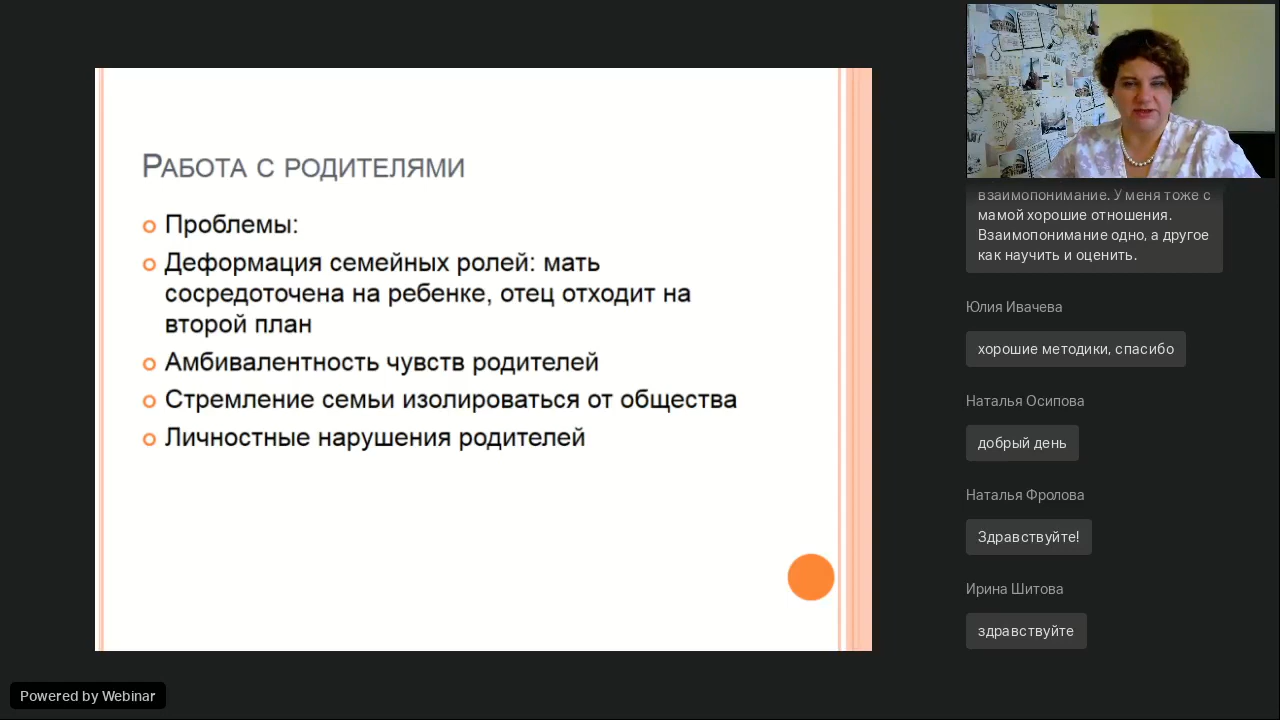 Работа с родителями
Проблемы:
Деформация семейных ролей: мать
сосредоточена на ребенке, отец отходит на
второй план
Амбивалентность чувств родителей
Стремление семьи изолироваться от общества
Личностные нарушения родителей
взаимопонимание. У меня тоже с
мамой хорошие отношения.
Взаимопонимание одно, а другое
как научить и оценить.
Юлия Ивачева
хорошие методики, спасибо
Наталья Осипова
добрый день
Наталья Фролова
Здравствуйте!
Ирина Шитова
здравствуйте
Powered by Webinar